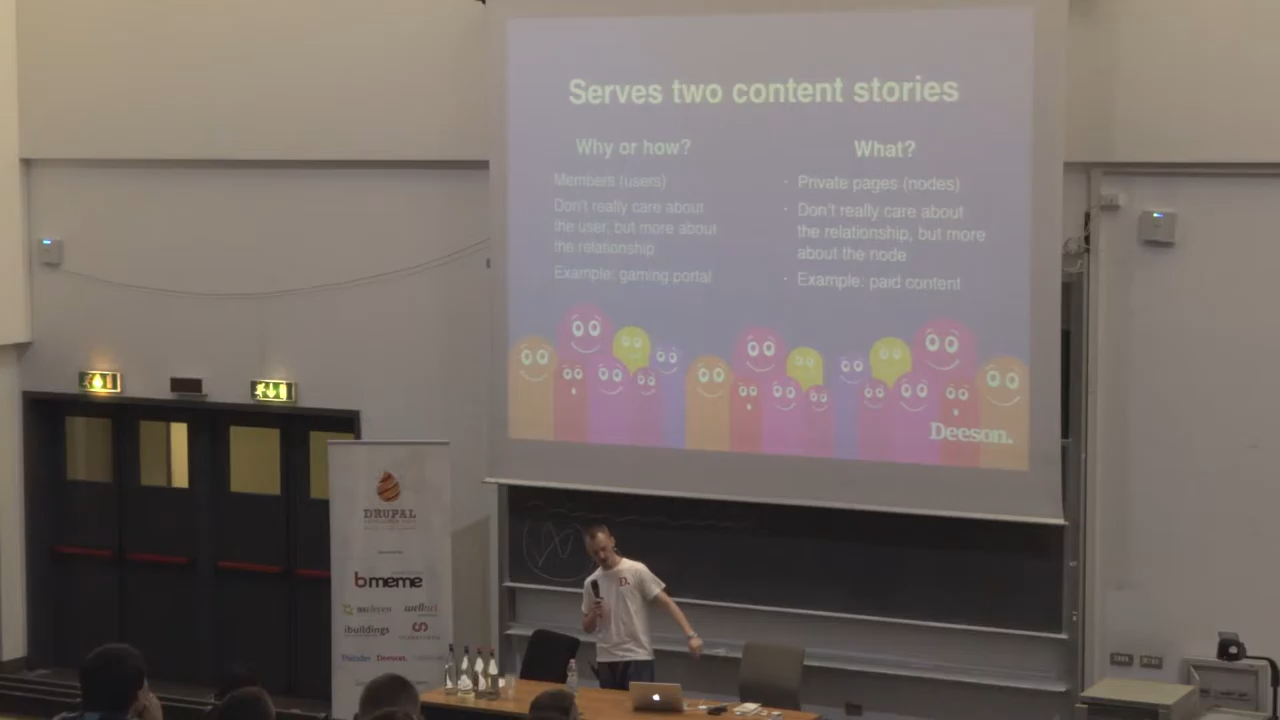 Serves two content stories
Why or how?
Members (users)
Don't really care about
the user, but more about
the relationship
Example: gaming portal
What?
· Private pages (nodes)
· Don't really care about
the relationship, but more
about the node
· Example: paid content
Deeson.
DRUPAL
bmeme
wellnet
ibuildings
Thunder Deeson.
D.